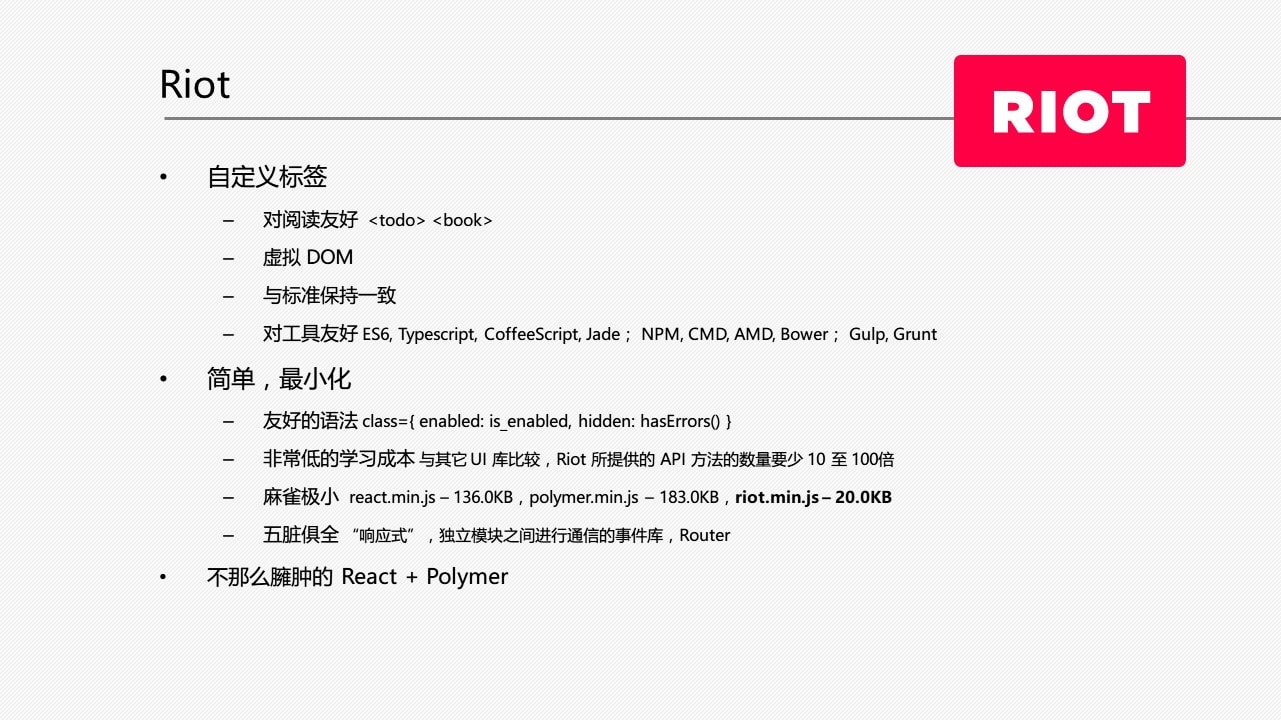 Riot
RIOT
• 自定义标签
– 对阅读友好 <todo> <book>
– 虚拟 DOM
– 与标准保持一致
– 对工具友好 ES6, Typescript, CoffeeScript, Jade； NPM, CMD, AMD, Bower； Gulp, Grunt
• 简单，最小化
– 友好的语法 class={ enabled: is_enabled, hidden: hasErrors() }
– 非常低的学习成本 与其它 UI 库比较，Riot 所提供的 API 方法的数量要少 10 至 100倍
– 麻雀极小 react.min.js – 136.0KB，polymer.min.js – 183.0KB，riot.min.js – 20.0KB
– 五脏俱全 “响应式”，独立模块之间进行通信的事件库，Router
• 不那么臃肿的 React + Polymer